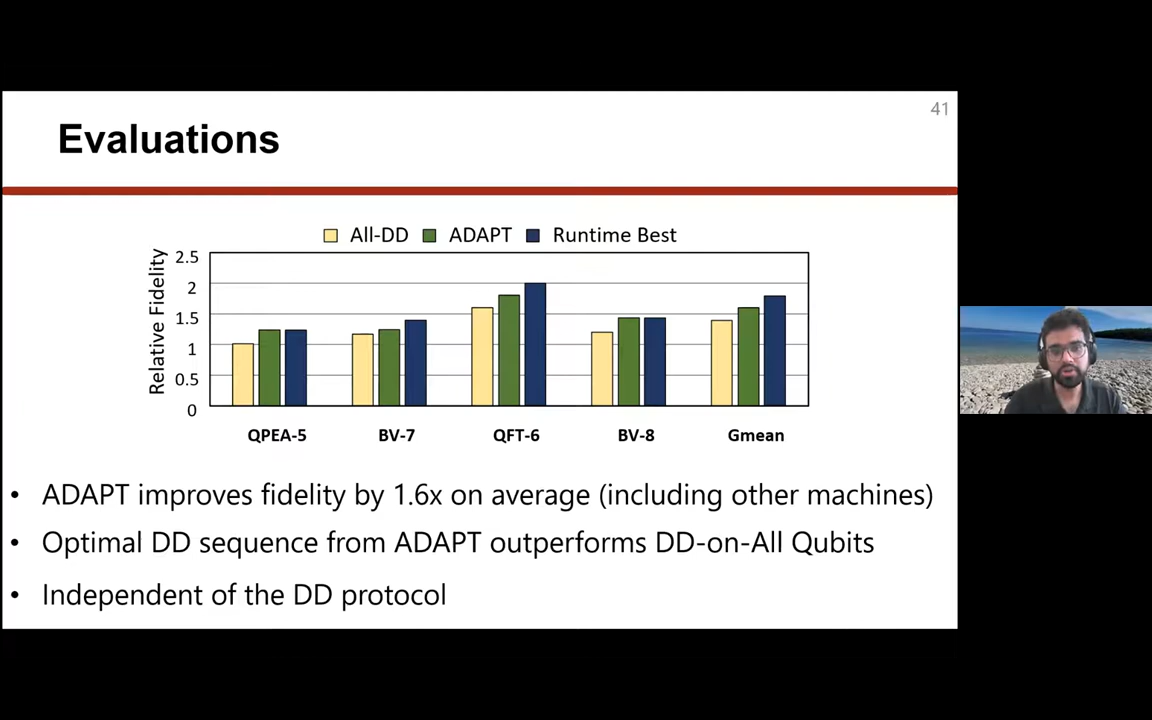 41
Evaluations
All-DD ADAPT Runtime Best
Relative Fidelity
2.5
2
1.5
1
0.5
0
QPEA-5 BV-7 QFT-6 BV-8 Gmean
• ADAPT improves fidelity by 1.6x on average (including other machines)
• Optimal DD sequence from ADAPT outperforms DD-on-All Qubits
• Independent of the DD protocol